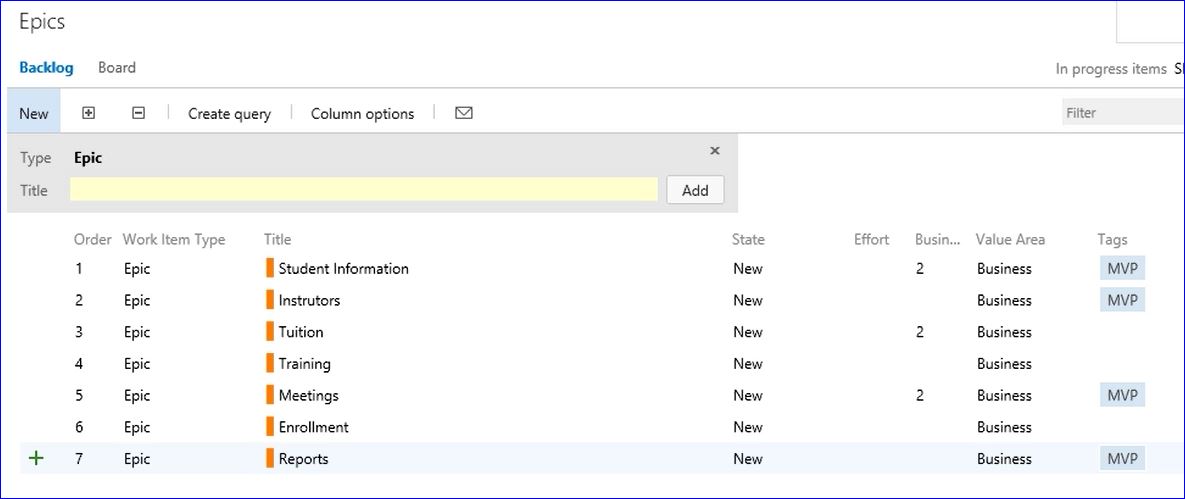 Epics
Backlog Board In progress items
New Create query Column options Filter
Type Epic ×
Title Add
Order Work Item Type Title State Effort Busin... Value Area Tags
1 Epic Student Information New 2 Business MVP
2 Epic Instrutors New Business MVP
3 Epic Tuition New 2 Business
4 Epic Training New Business
5 Epic Meetings New 2 Business MVP
6 Epic Enrollment New Business
+ 7 Epic Reports New Business MVP